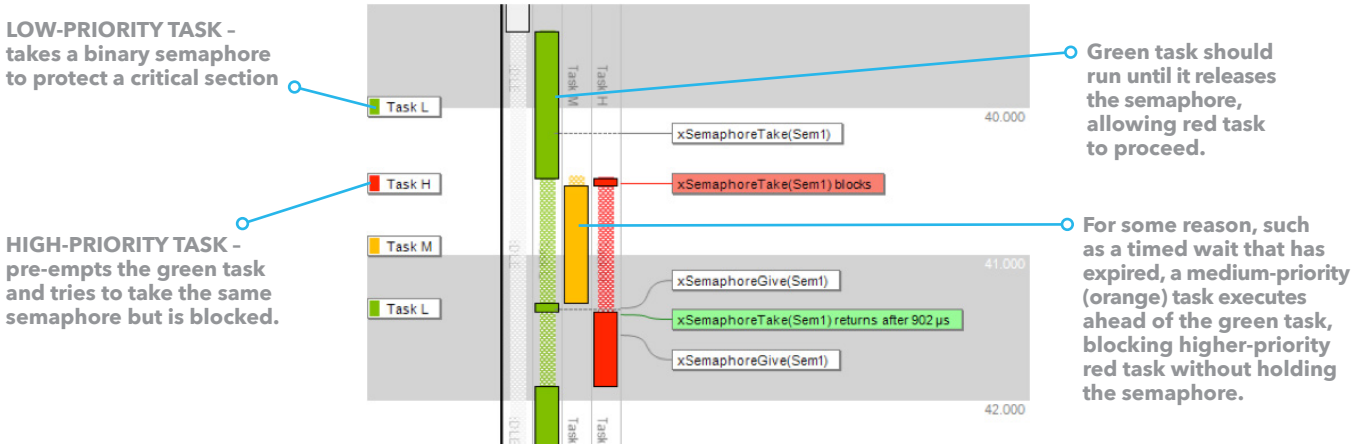 LOW-PRIORITY TASK –
takes a binary semaphore
to protect a critical section
HIGH-PRIORITY TASK –
pre-empts the green task
and tries to take the same
semaphore but is blocked.
Task L
Task H
Task M
Task L
IDLE
Task M
Task H
IDLE
IDLE
Task
Task
40.000
xSemaphoreTake(Sem1)
xSemaphoreTake(Sem1) blocks
41.000
xSemaphoreGive(Sem1)
xSemaphoreTake(Sem1) returns after 902 µs
xSemaphoreGive(Sem1)
42.000
Green task should
run until it releases
the semaphore,
allowing red task
to proceed.
For some reason, such
as a timed wait that has
expired, a medium-priority
(orange) task executes
ahead of the green task,
blocking higher-priority
red task without holding
the semaphore.